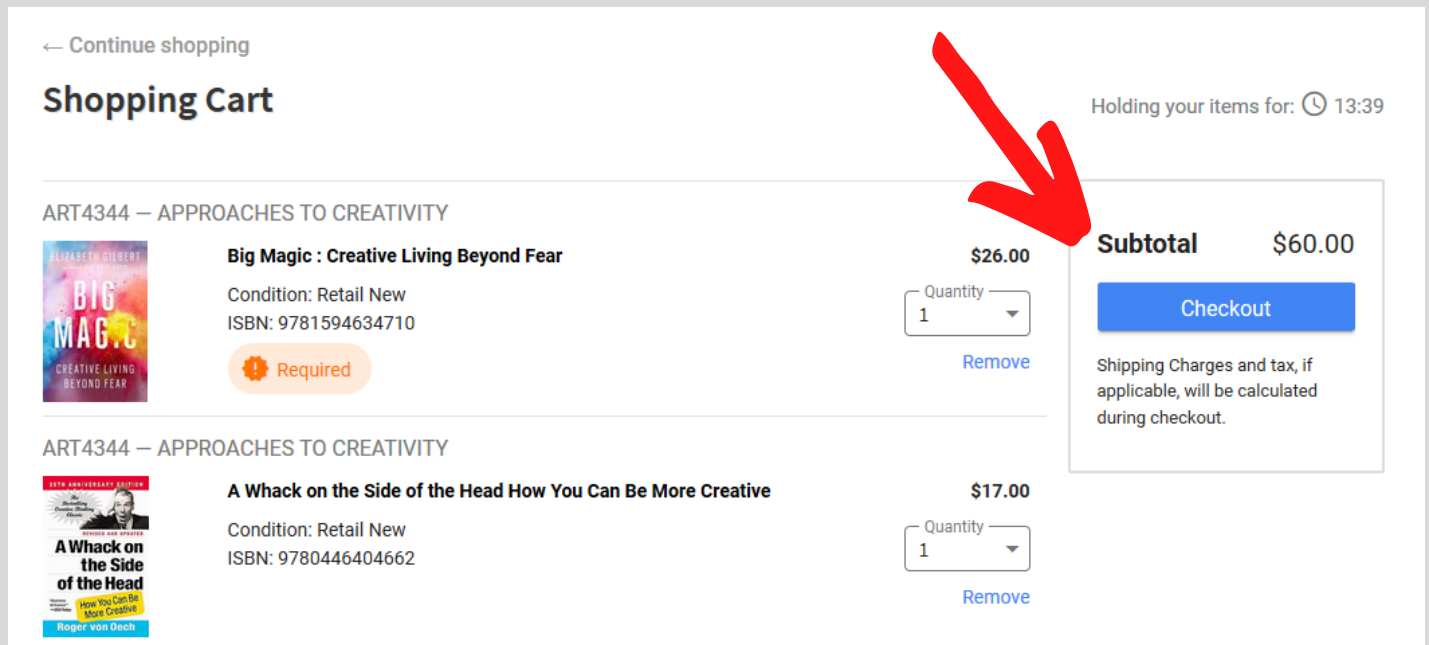 ← Continue shopping
Shopping Cart
Holding your items for: 13:39
ART4344 — APPROACHES TO CREATIVITY
ELIZABETH GILBERT
BIG
MAGIC
CREATIVE LIVING
BEYOND FEAR
Big Magic : Creative Living Beyond Fear
$26.00
Condition: Retail New
ISBN: 9781594634710
Required
Quantity
1
Remove
Subtotal $60.00
Checkout
Shipping Charges and tax, if
applicable, will be calculated
during checkout.
ART4344 — APPROACHES TO CREATIVITY
25TH ANNIVERSARY EDITION
The
Bestselling
Creative Thinking
Classic
REVISED AND UPDATED
A Whack on
the Side
of the Head
How You Can Be
More Creative
Roger von Oech
A Whack on the Side of the Head How You Can Be More Creative
$17.00
Condition: Retail New
ISBN: 9780446404662
Quantity
1
Remove